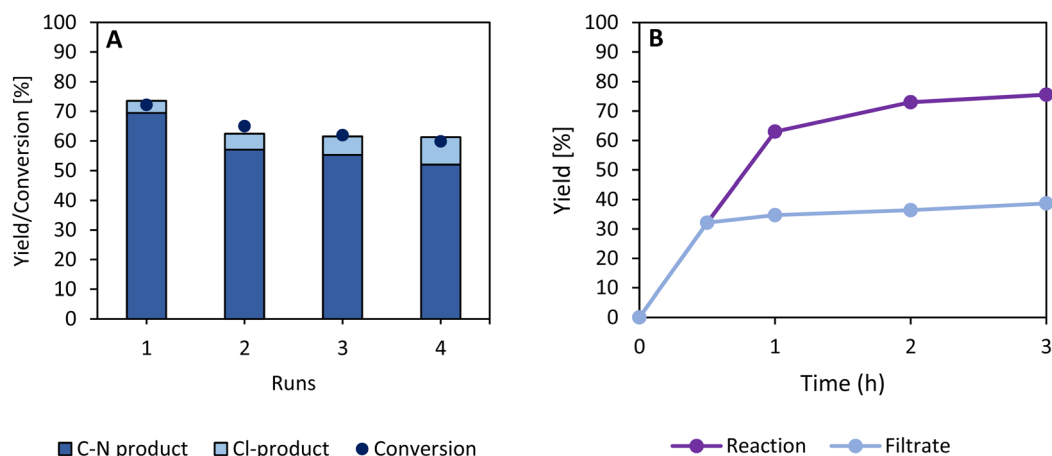 A
Yield/Conversion [%]
100
90
80
70
60
50
40
30
20
10
0
1 2 3 4
Runs
C-N product Cl-product Conversion
B
Yield [%]
100
90
80
70
60
50
40
30
20
10
0
0 1 2 3
Time (h)
Reaction Filtrate